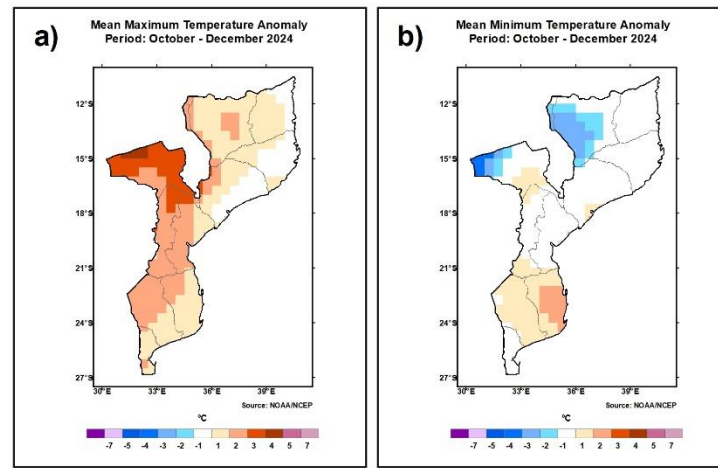 a)
Mean Maximum Temperature Anomaly
Period: October - December 2024
12°S
15°S
18°S
21°S
24°S
27°S
30°E 33°E 36°E 39°E
Source: NOAA/NCEP
°C
-7 -5 -4 -3 -2 -1 1 2 3 4 5 7
b)
Mean Minimum Temperature Anomaly
Period: October - December 2024
12°S
15°S
18°S
21°S
24°S
27°S
30°E 33°E 36°E 39°E
Source: NOAA/NCEP
°C
-7 -5 -4 -3 -2 -1 1 2 3 4 5 7